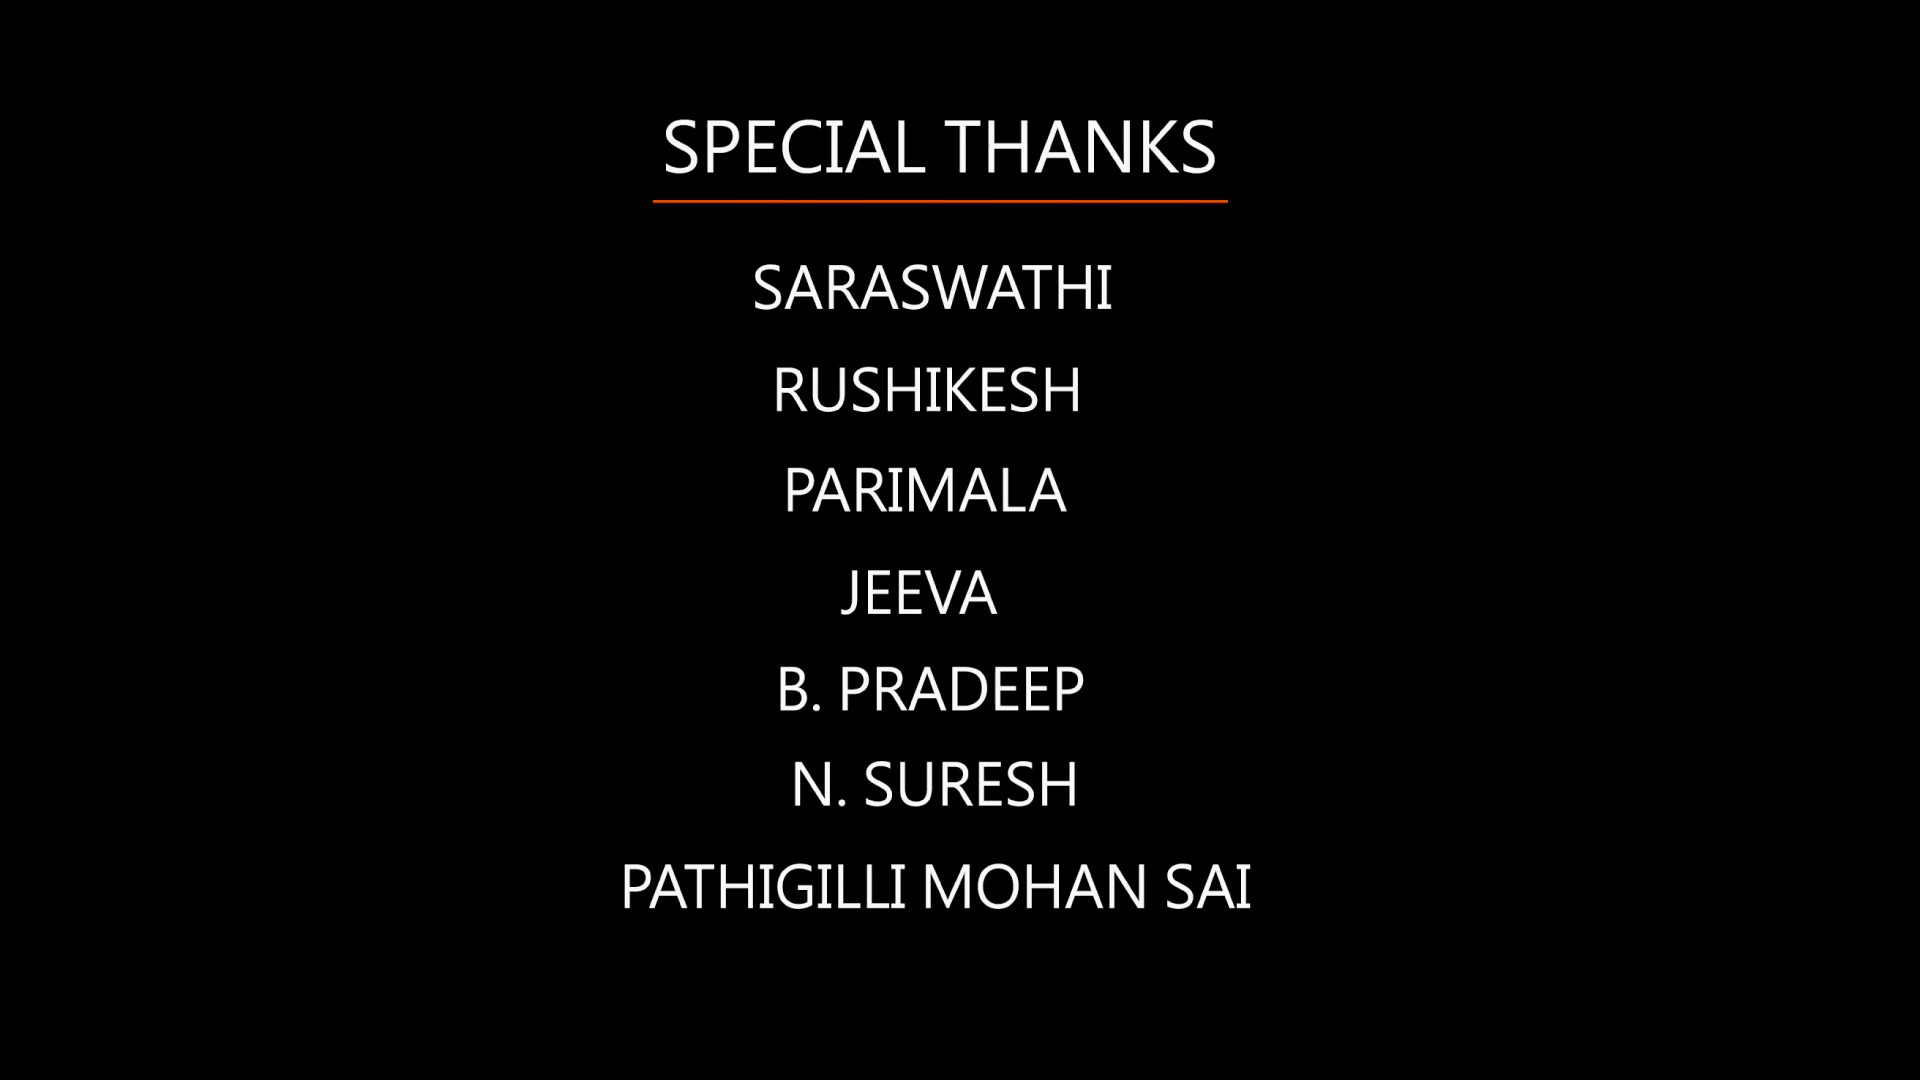 SPECIAL THANKS
SARASWATHI
RUSHIKESH
PARIMALA
JEEVA
B. PRADEEP
N. SURESH
PATHIGILLI MOHAN SAI